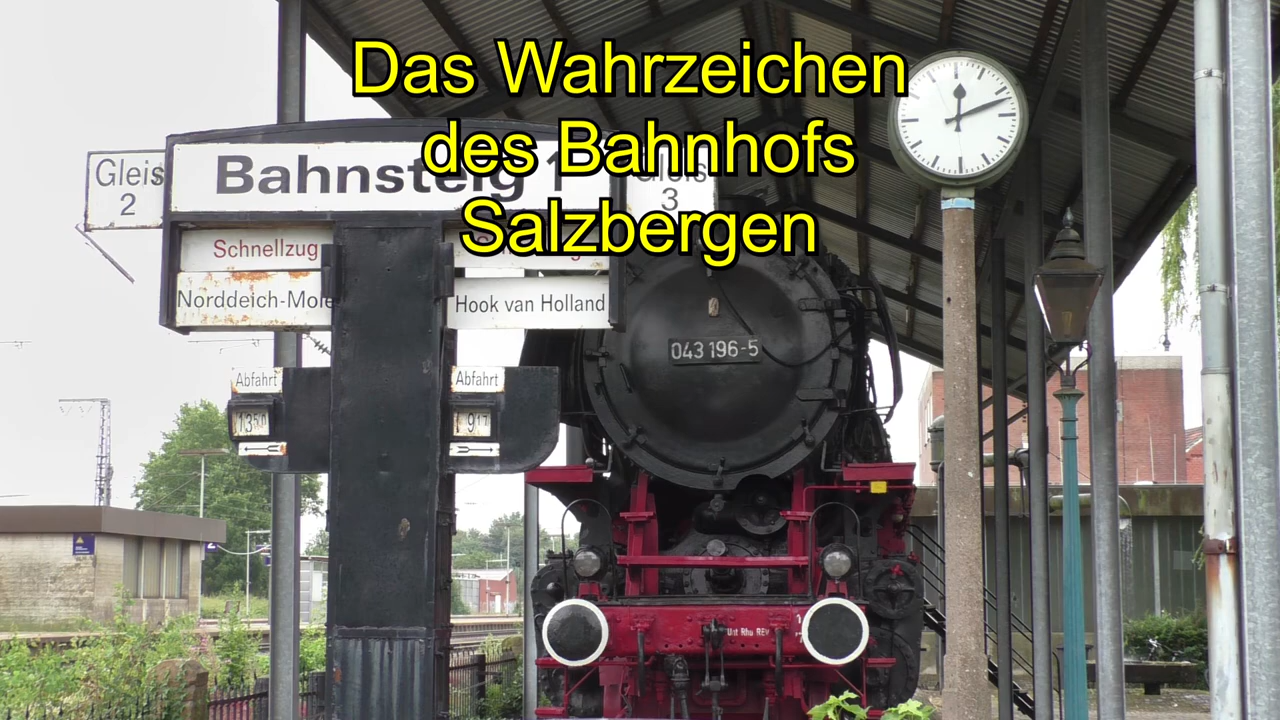 Das Wahrzeichen
des Bahnhofs
Salzbergen
Gleis
2
Bahnsteig 1
Gleis
3
Schnellzug
Norddeich-Mole
Hook van Holland
043 196-5
Abfahrt
Abfahrt
13 50
9 17